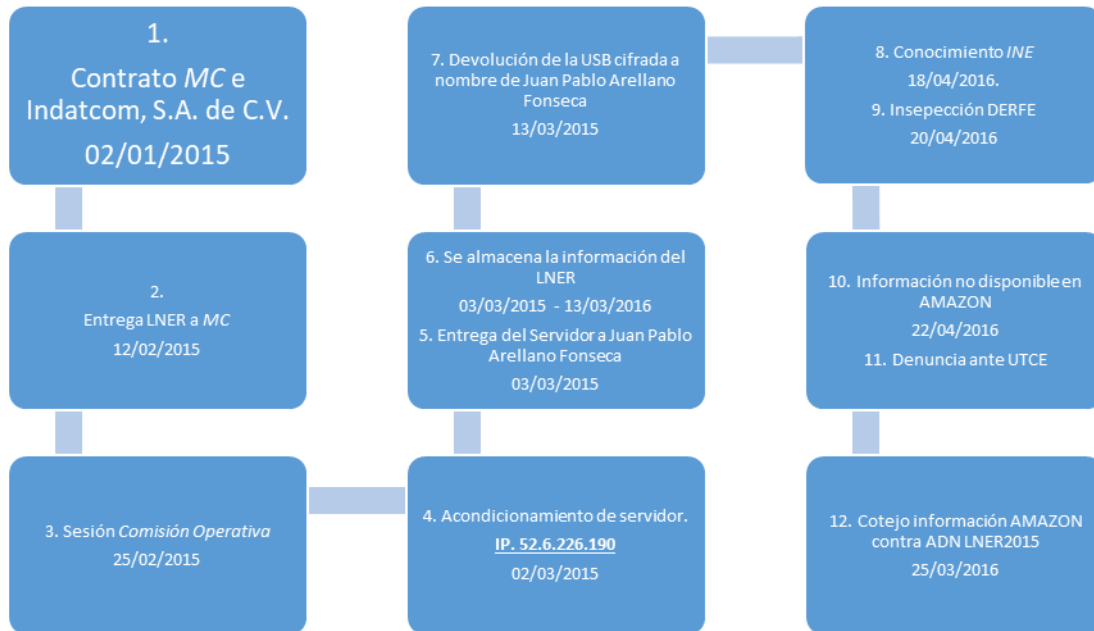 1.
Contrato MC e
Indatcom, S.A. de C.V.
02/01/2015
2.
Entrega LNER a MC
12/02/2015
3. Sesión Comisión Operativa
25/02/2015
4. Acondicionamiento de servidor.
IP. 52.6.226.190
02/03/2015
6. Se almacena la información del
LNER
03/03/2015 - 13/03/2016
5. Entrega del Servidor a Juan Pablo
Arellano Fonseca
03/03/2015
7. Devolución de la USB cifrada a
nombre de Juan Pablo Arellano
Fonseca
13/03/2015
8. Conocimiento INE
18/04/2016.
9. Insepección DERFE
20/04/2016
10. Información no disponible en
AMAZON
22/04/2016
11. Denuncia ante UTCE
12. Cotejo información AMAZON
contra ADN LNER2015
25/03/2016